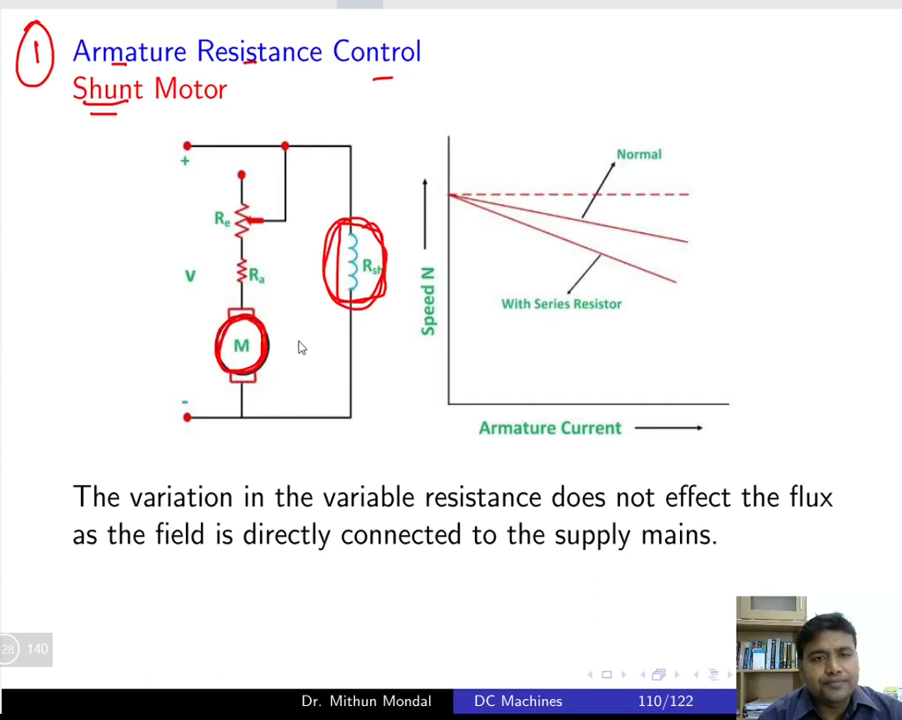 1
Armature Resistance Control
Shunt Motor
+
Re
Ra
V
Rsh
M
-
Normal
With Series Resistor
Speed N
Armature Current
The variation in the variable resistance does not effect the flux
as the field is directly connected to the supply mains.
28 140
Dr. Mithun Mondal DC Machines 110/122